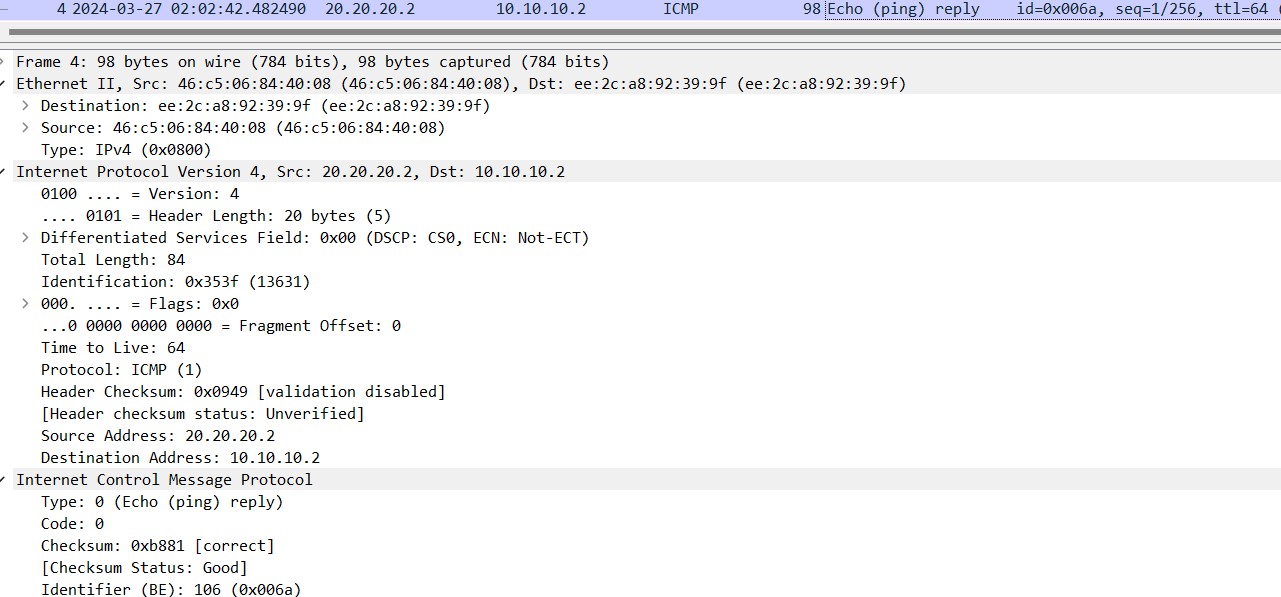 4 2024-03-27 02:02:42.482490 20.20.20.2 10.10.10.2 ICMP 98 Echo (ping) reply id=0x006a, seq=1/256, ttl=64 (
Frame 4: 98 bytes on wire (784 bits), 98 bytes captured (784 bits)
Ethernet II, Src: 46:c5:06:84:40:08 (46:c5:06:84:40:08), Dst: ee:2c:a8:92:39:9f (ee:2c:a8:92:39:9f)
Destination: ee:2c:a8:92:39:9f (ee:2c:a8:92:39:9f)
Source: 46:c5:06:84:40:08 (46:c5:06:84:40:08)
Type: IPv4 (0x0800)
Internet Protocol Version 4, Src: 20.20.20.2, Dst: 10.10.10.2
0100 .... = Version: 4
.... 0101 = Header Length: 20 bytes (5)
Differentiated Services Field: 0x00 (DSCP: CS0, ECN: Not-ECT)
Total Length: 84
Identification: 0x353f (13631)
000. .... = Flags: 0x0
...0 0000 0000 0000 = Fragment Offset: 0
Time to Live: 64
Protocol: ICMP (1)
Header Checksum: 0x0949 [validation disabled]
[Header checksum status: Unverified]
Source Address: 20.20.20.2
Destination Address: 10.10.10.2
Internet Control Message Protocol
Type: 0 (Echo (ping) reply)
Code: 0
Checksum: 0xb881 [correct]
[Checksum Status: Good]
Identifier (BE): 106 (0x006a)